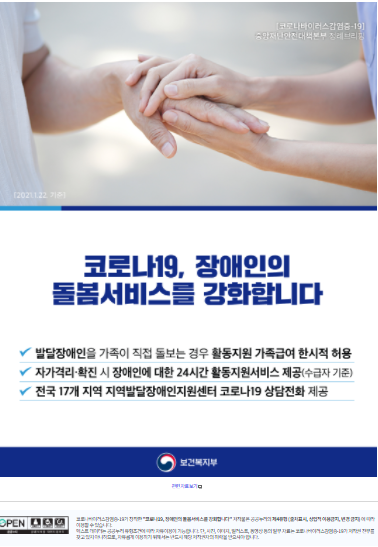 [코로나바이러스감염증-19]
중앙재난안전대책본부 정례브리핑
(2021.1.22. 기준)
코로나19, 장애인의
돌봄서비스를 강화합니다
발달장애인을 가족이 직접 돌보는 경우 활동지원 가족급여 한시적 허용
자가격리·확진 시 장애인에 대한 24시간 활동지원서비스 제공(수급자 기준)
전국 17개 지역 지역발달장애인지원센터 코로나19 상담전화 제공
보건복지부
OPEN